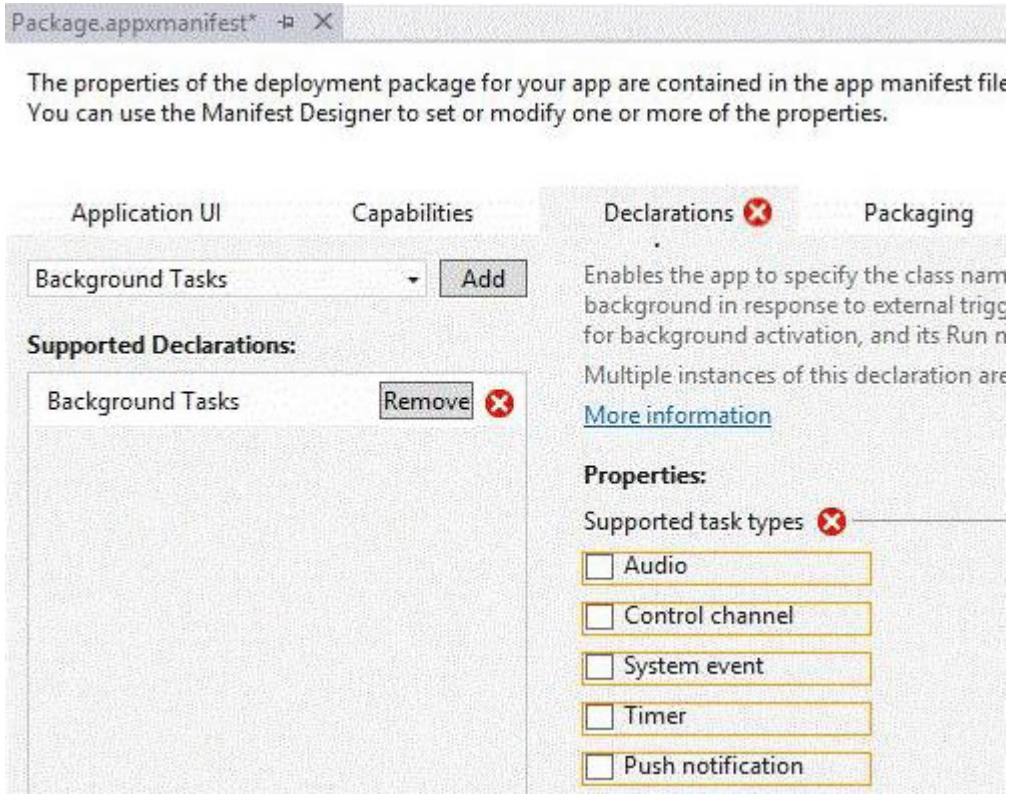 Package.appxmanifest*
The properties of the deployment package for your app are contained in the app manifest file
You can use the Manifest Designer to set or modify one or more of the properties.
Application UI Capabilities Declarations Packaging
Background Tasks Add
Supported Declarations:
Background Tasks Remove
Enables the app to specify the class nam
background in response to external trigg
for background activation, and its Run
Multiple instances of this declaration are
More information
Properties:
Supported task types
Audio
Control channel
System event
Timer
Push notification